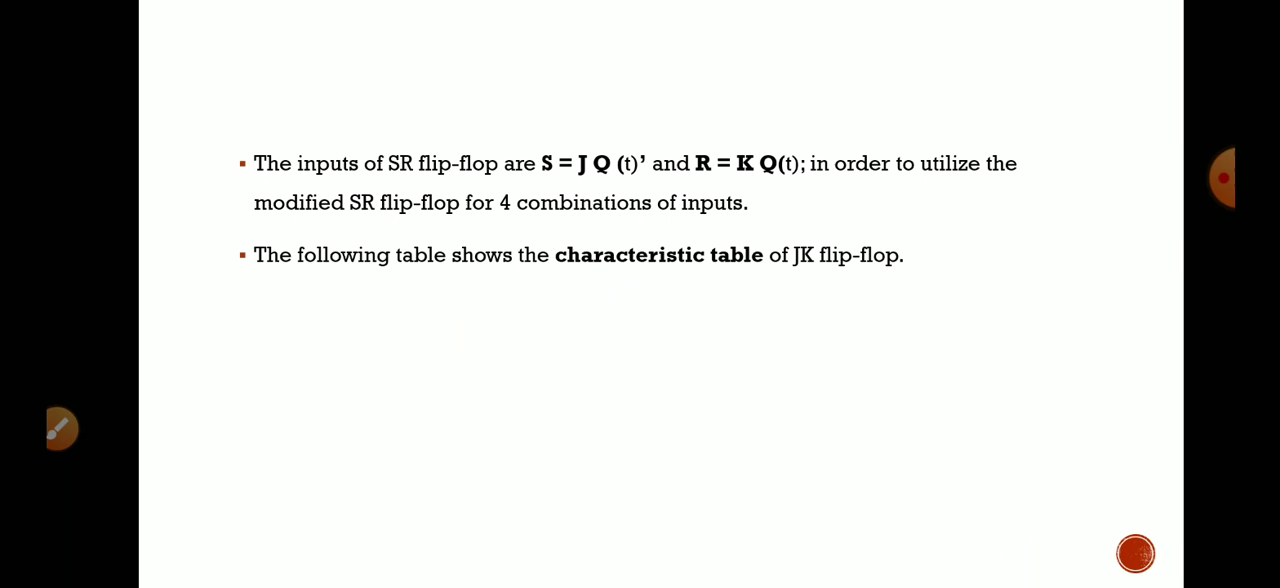 ▪ The inputs of SR flip-flop are S = J Q (t)’ and R = K Q(t); in order to utilize the
modified SR flip-flop for 4 combinations of inputs.
▪ The following table shows the characteristic table of JK flip-flop.